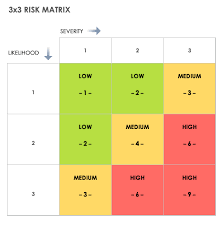 3x3 RISK MATRIX
SEVERITY
LIKELIHOOD
1 2 3
LOW LOW MEDIUM
1 – 1 – – 2 – – 3 –
LOW MEDIUM HIGH
2 – 2 – – 4 – – 6 –
MEDIUM HIGH HIGH
3 – 3 – – 6 – – 9 –